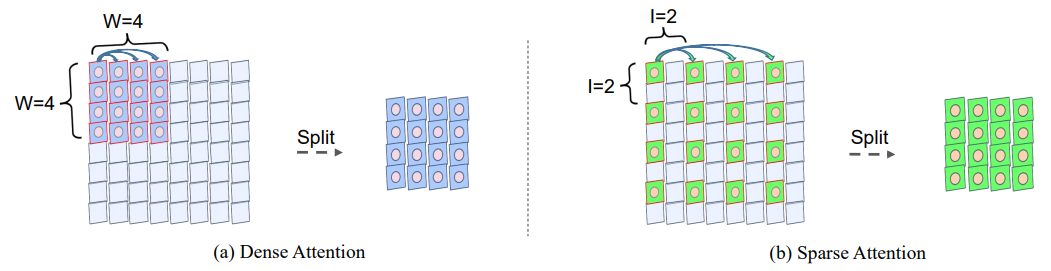 W=4
W=4
Split
(a) Dense Attention
I=2
I=2
Split
(b) Sparse Attention